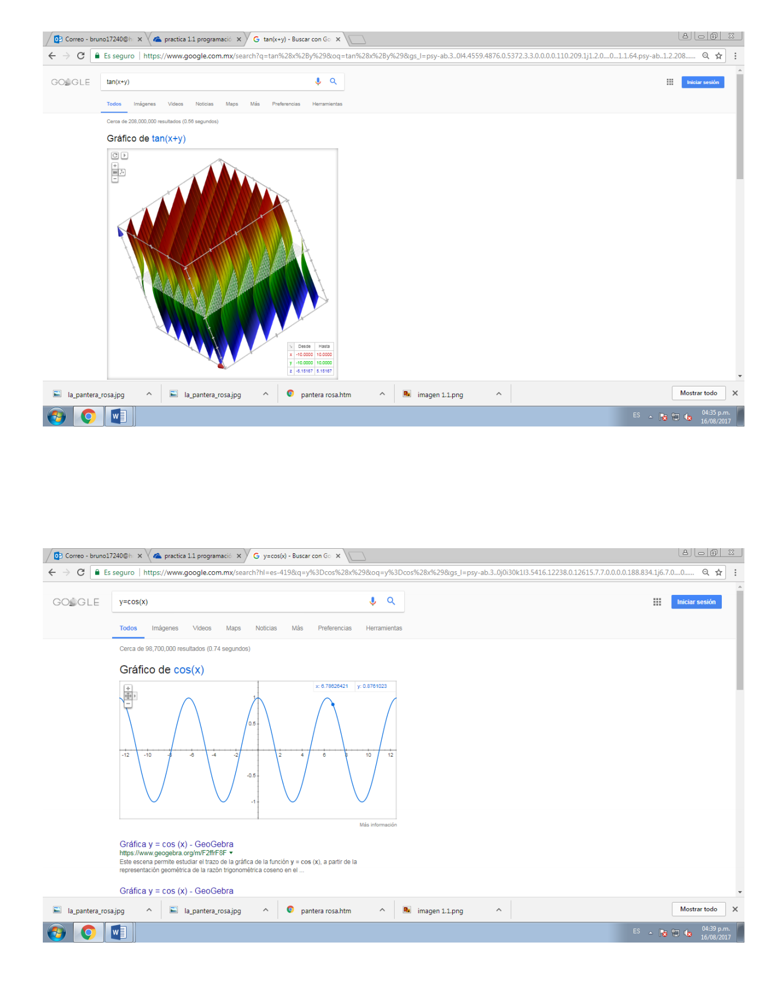 Correo - bruno17240@h
practica 1.1 programació
tan(x+y) - Buscar con Go
Es seguro
https://www.google.com.mx/search?q=tan%28x%2By%29&oq=tan%28x%2By%29&gs_l=psy-ab.3..0l4.4559.4876.0.5372.3.3.0.0.0.0.110.209.1j1.2.0....0...1.1.64.psy-ab..1.2.208......
GOOGLE
tan(x+y)
Iniciar sesión
Todos Imágenes Videos Noticias Maps Más Preferencias Herramientas
Cerca de 208,000,000 resultados (0.56 segundos)
Gráfico de tan(x+y)
Desde Hasta
x -10.0000 10.0000
y -10.0000 10.0000
z -5.15167 5.15167
la_pantera_rosa.jpg
la_pantera_rosa.jpg
pantera rosa.htm
imagen 1.1.png
Mostrar todo
ES
04:35 p.m.
16/08/2017
Correo - bruno17240@h
practica 1.1 programació
y=cos(x) - Buscar con Go
Es seguro
https://www.google.com.mx/search?hl=es-419&q=y%3Dcos%28x%29&oq=y%3Dcos%28x%29&gs_l=psy-ab.3..0j0i30k1l3.5416.12238.0.12615.7.7.0.0.0.0.188.834.1j6.7.0....0......
GOOGLE
y=cos(x)
Iniciar sesión
Todos Imágenes Videos Maps Noticias Más Preferencias Herramientas
Cerca de 98,700,000 resultados (0.74 segundos)
Gráfico de cos(x)
x: 6.78626421 y: 0.8761023
1
0.5
-12 -10 -8 -6 -4 -2 2 4 6 8 10 12
-0.5
-1
Más información
Gráfica y = cos (x) - GeoGebra
https://www.geogebra.org/m/F2ffrF8F
Este escena permite estudiar el trazo de la gráfica de la función y = cos (x), a partir de la
representación geométrica de la razón trigonométrica coseno en el ...
Gráfica y = cos (x) - GeoGebra
la_pantera_rosa.jpg
la_pantera_rosa.jpg
pantera rosa.htm
imagen 1.1.png
Mostrar todo
ES
04:39 p.m.
16/08/2017